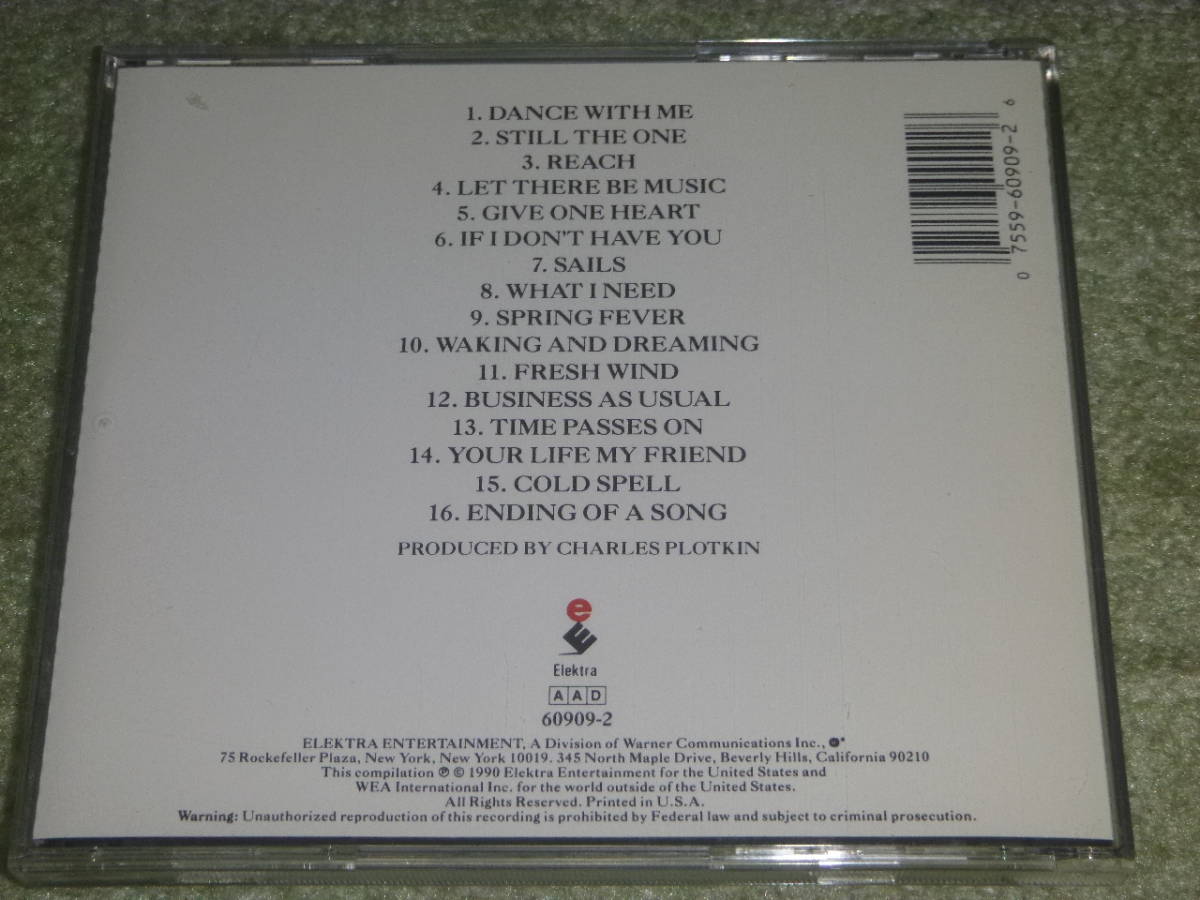 1. DANCE WITH ME
2. STILL THE ONE
3. REACH
4. LET THERE BE MUSIC
5. GIVE ONE HEART
6. IF I DON'T HAVE YOU
7. SAILS
8. WHAT I NEED
9. SPRING FEVER
10. WAKING AND DREAMING
11. FRESH WIND
12. BUSINESS AS USUAL
13. TIME PASSES ON
14. YOUR LIFE MY FRIEND
15. COLD SPELL
16. ENDING OF A SONG
PRODUCED BY CHARLES PLOTKIN
0 7559-60909-2 6
e E
Elektra
A A D
60909-2
ELEKTRA ENTERTAINMENT, A Division of Warner Communications Inc.,
75 Rockefeller Plaza, New York, New York 10019. 345 North Maple Drive, Beverly Hills, California 90210
This compilation ℗ © 1990 Elektra Entertainment for the United States and
WEA International Inc. for the world outside of the United States.
All Rights Reserved. Printed in U.S.A.
Warning: Unauthorized reproduction of this recording is prohibited by Federal law and subject to criminal prosecution.